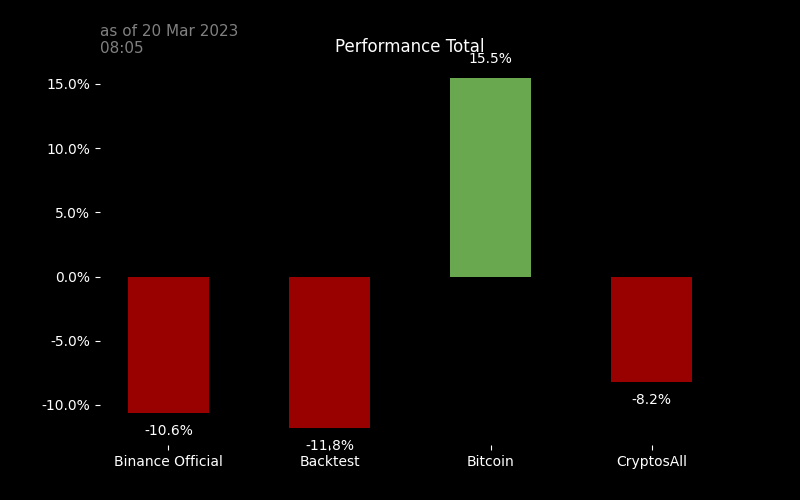 as of 20 Mar 2023
08:05
Performance Total
15.5%
15.0%
10.0%
5.0%
0.0%
-5.0%
-10.0%
-8.2%
-10.6%
-11.8%
Binance Official
Backtest
Bitcoin
CryptosAll